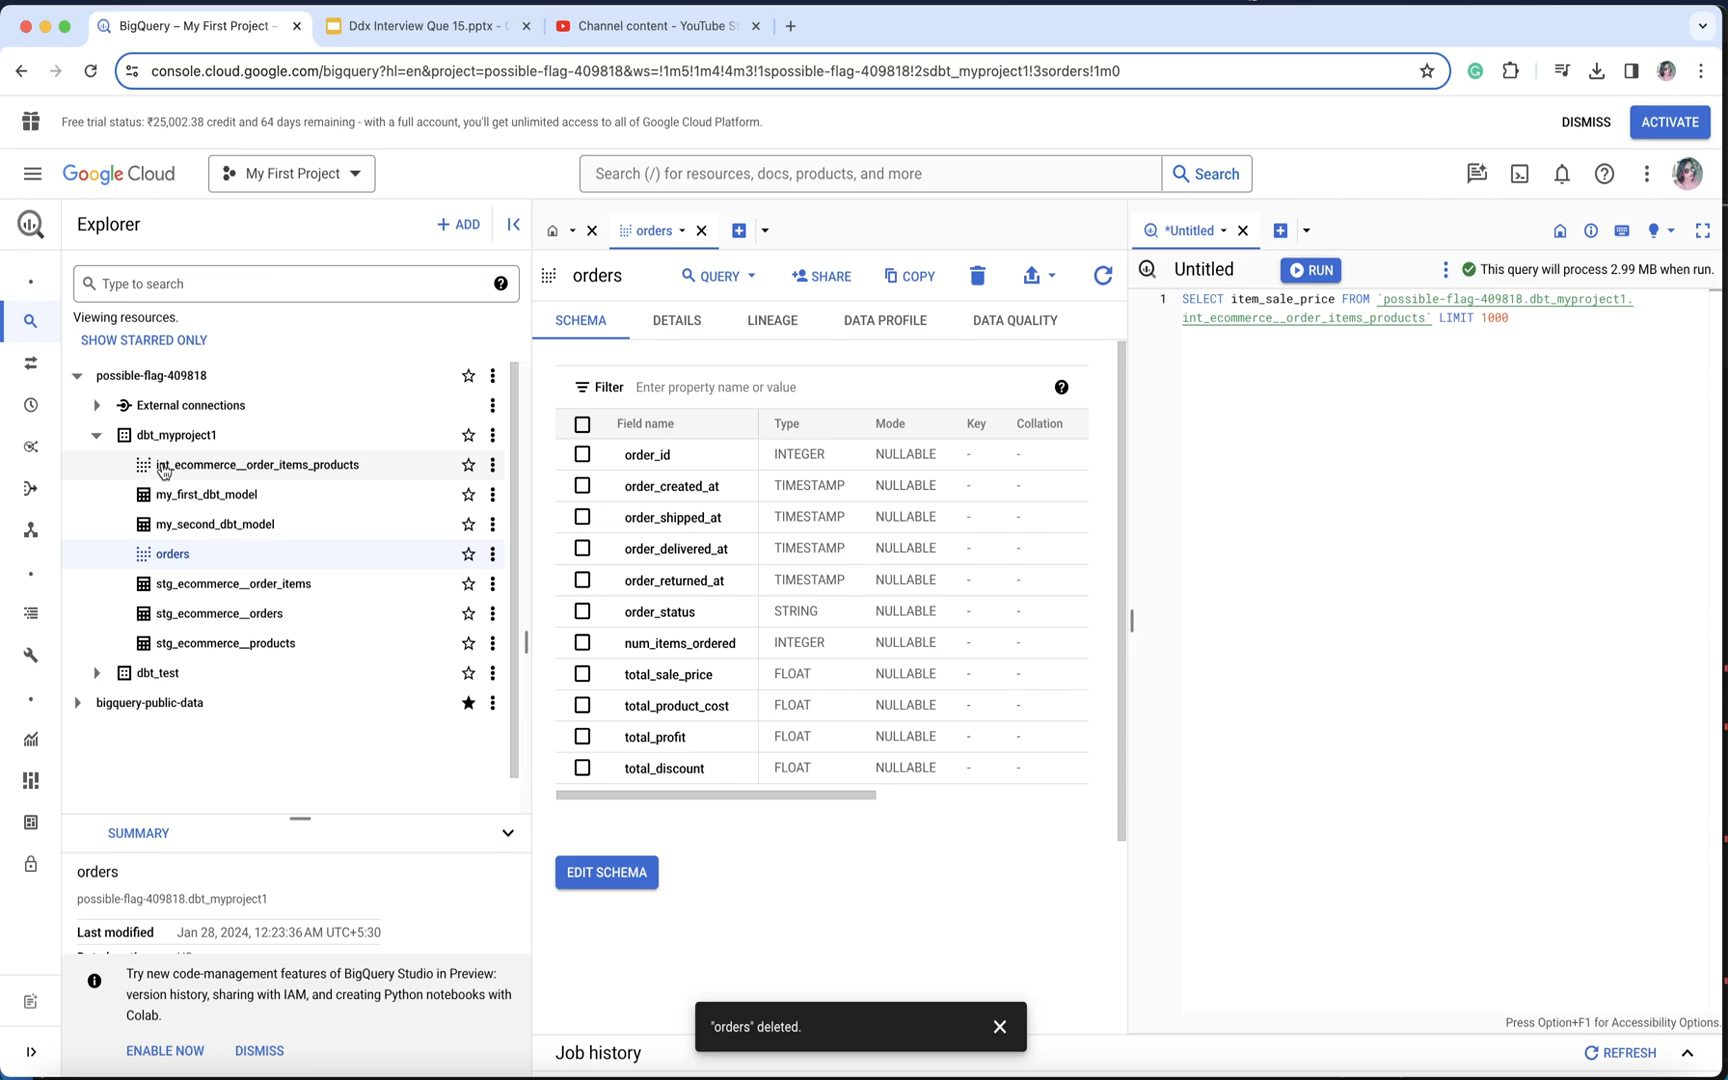 BigQuery – My First Project –
Ddx Interview Que 15.pptx -
Channel content - YouTube S
console.cloud.google.com/bigquery?hl=en&project=possible-flag-409818&ws=!1m5!1m4!4m3!1spossible-flag-409818!2sdbt_myproject1!3sorders!1m0
Free trial status: ₹25,002.38 credit and 64 days remaining - with a full account, you'll get unlimited access to all of Google Cloud Platform.
DISMISS
ACTIVATE
Google Cloud
My First Project
Search (/) for resources, docs, products, and more
Search
Explorer
+ ADD
Type to search
Viewing resources.
SHOW STARRED ONLY
possible-flag-409818
External connections
dbt_myproject1
int_ecommerce__order_items_products
my_first_dbt_model
my_second_dbt_model
orders
stg_ecommerce__order_items
stg_ecommerce__orders
stg_ecommerce__products
dbt_test
bigquery-public-data
SUMMARY
orders
possible-flag-409818.dbt_myproject1
Last modified Jan 28, 2024, 12:23:36 AM UTC+5:30
Try new code-management features of BigQuery Studio in Preview:
version history, sharing with IAM, and creating Python notebooks with
Colab.
ENABLE NOW DISMISS
orders
orders
QUERY
SHARE
COPY
SCHEMA DETAILS LINEAGE DATA PROFILE DATA QUALITY
Filter Enter property name or value
Field name Type Mode Key Collation
order_id INTEGER NULLABLE - -
order_created_at TIMESTAMP NULLABLE - -
order_shipped_at TIMESTAMP NULLABLE - -
order_delivered_at TIMESTAMP NULLABLE - -
order_returned_at TIMESTAMP NULLABLE - -
order_status STRING NULLABLE - -
num_items_ordered INTEGER NULLABLE - -
total_sale_price FLOAT NULLABLE - -
total_product_cost FLOAT NULLABLE - -
total_profit FLOAT NULLABLE - -
total_discount FLOAT NULLABLE - -
EDIT SCHEMA
"orders" deleted.
Job history
REFRESH
*Untitled
Untitled
RUN
This query will process 2.99 MB when run.
1 SELECT item_sale_price FROM `possible-flag-409818.dbt_myproject1.
int_ecommerce__order_items_products` LIMIT 1000
Press Option+F1 for Accessibility Options.